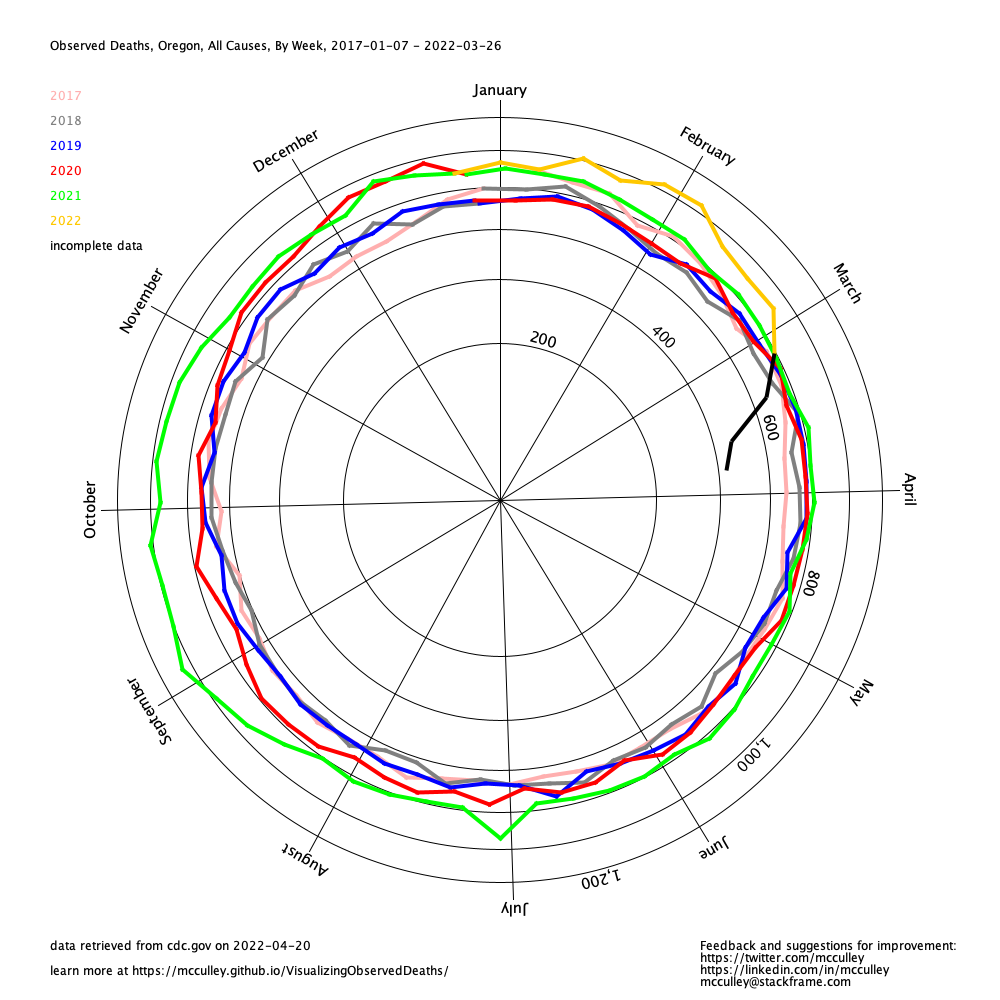 Observed Deaths, Oregon, All Causes, By Week, 2017-01-07 - 2022-03-26
2017
2018
2019
2020
2021
2022
incomplete data
January
February
March
April
May
June
July
August
September
October
November
December
200
400
600
800
1,000
1,200
data retrieved from cdc.gov on 2022-04-20
learn more at https://mcculley.github.io/VisualizingObservedDeaths/
Feedback and suggestions for improvement:
https://twitter.com/mcculley
https://linkedin.com/in/mcculley
mcculley@stackframe.com